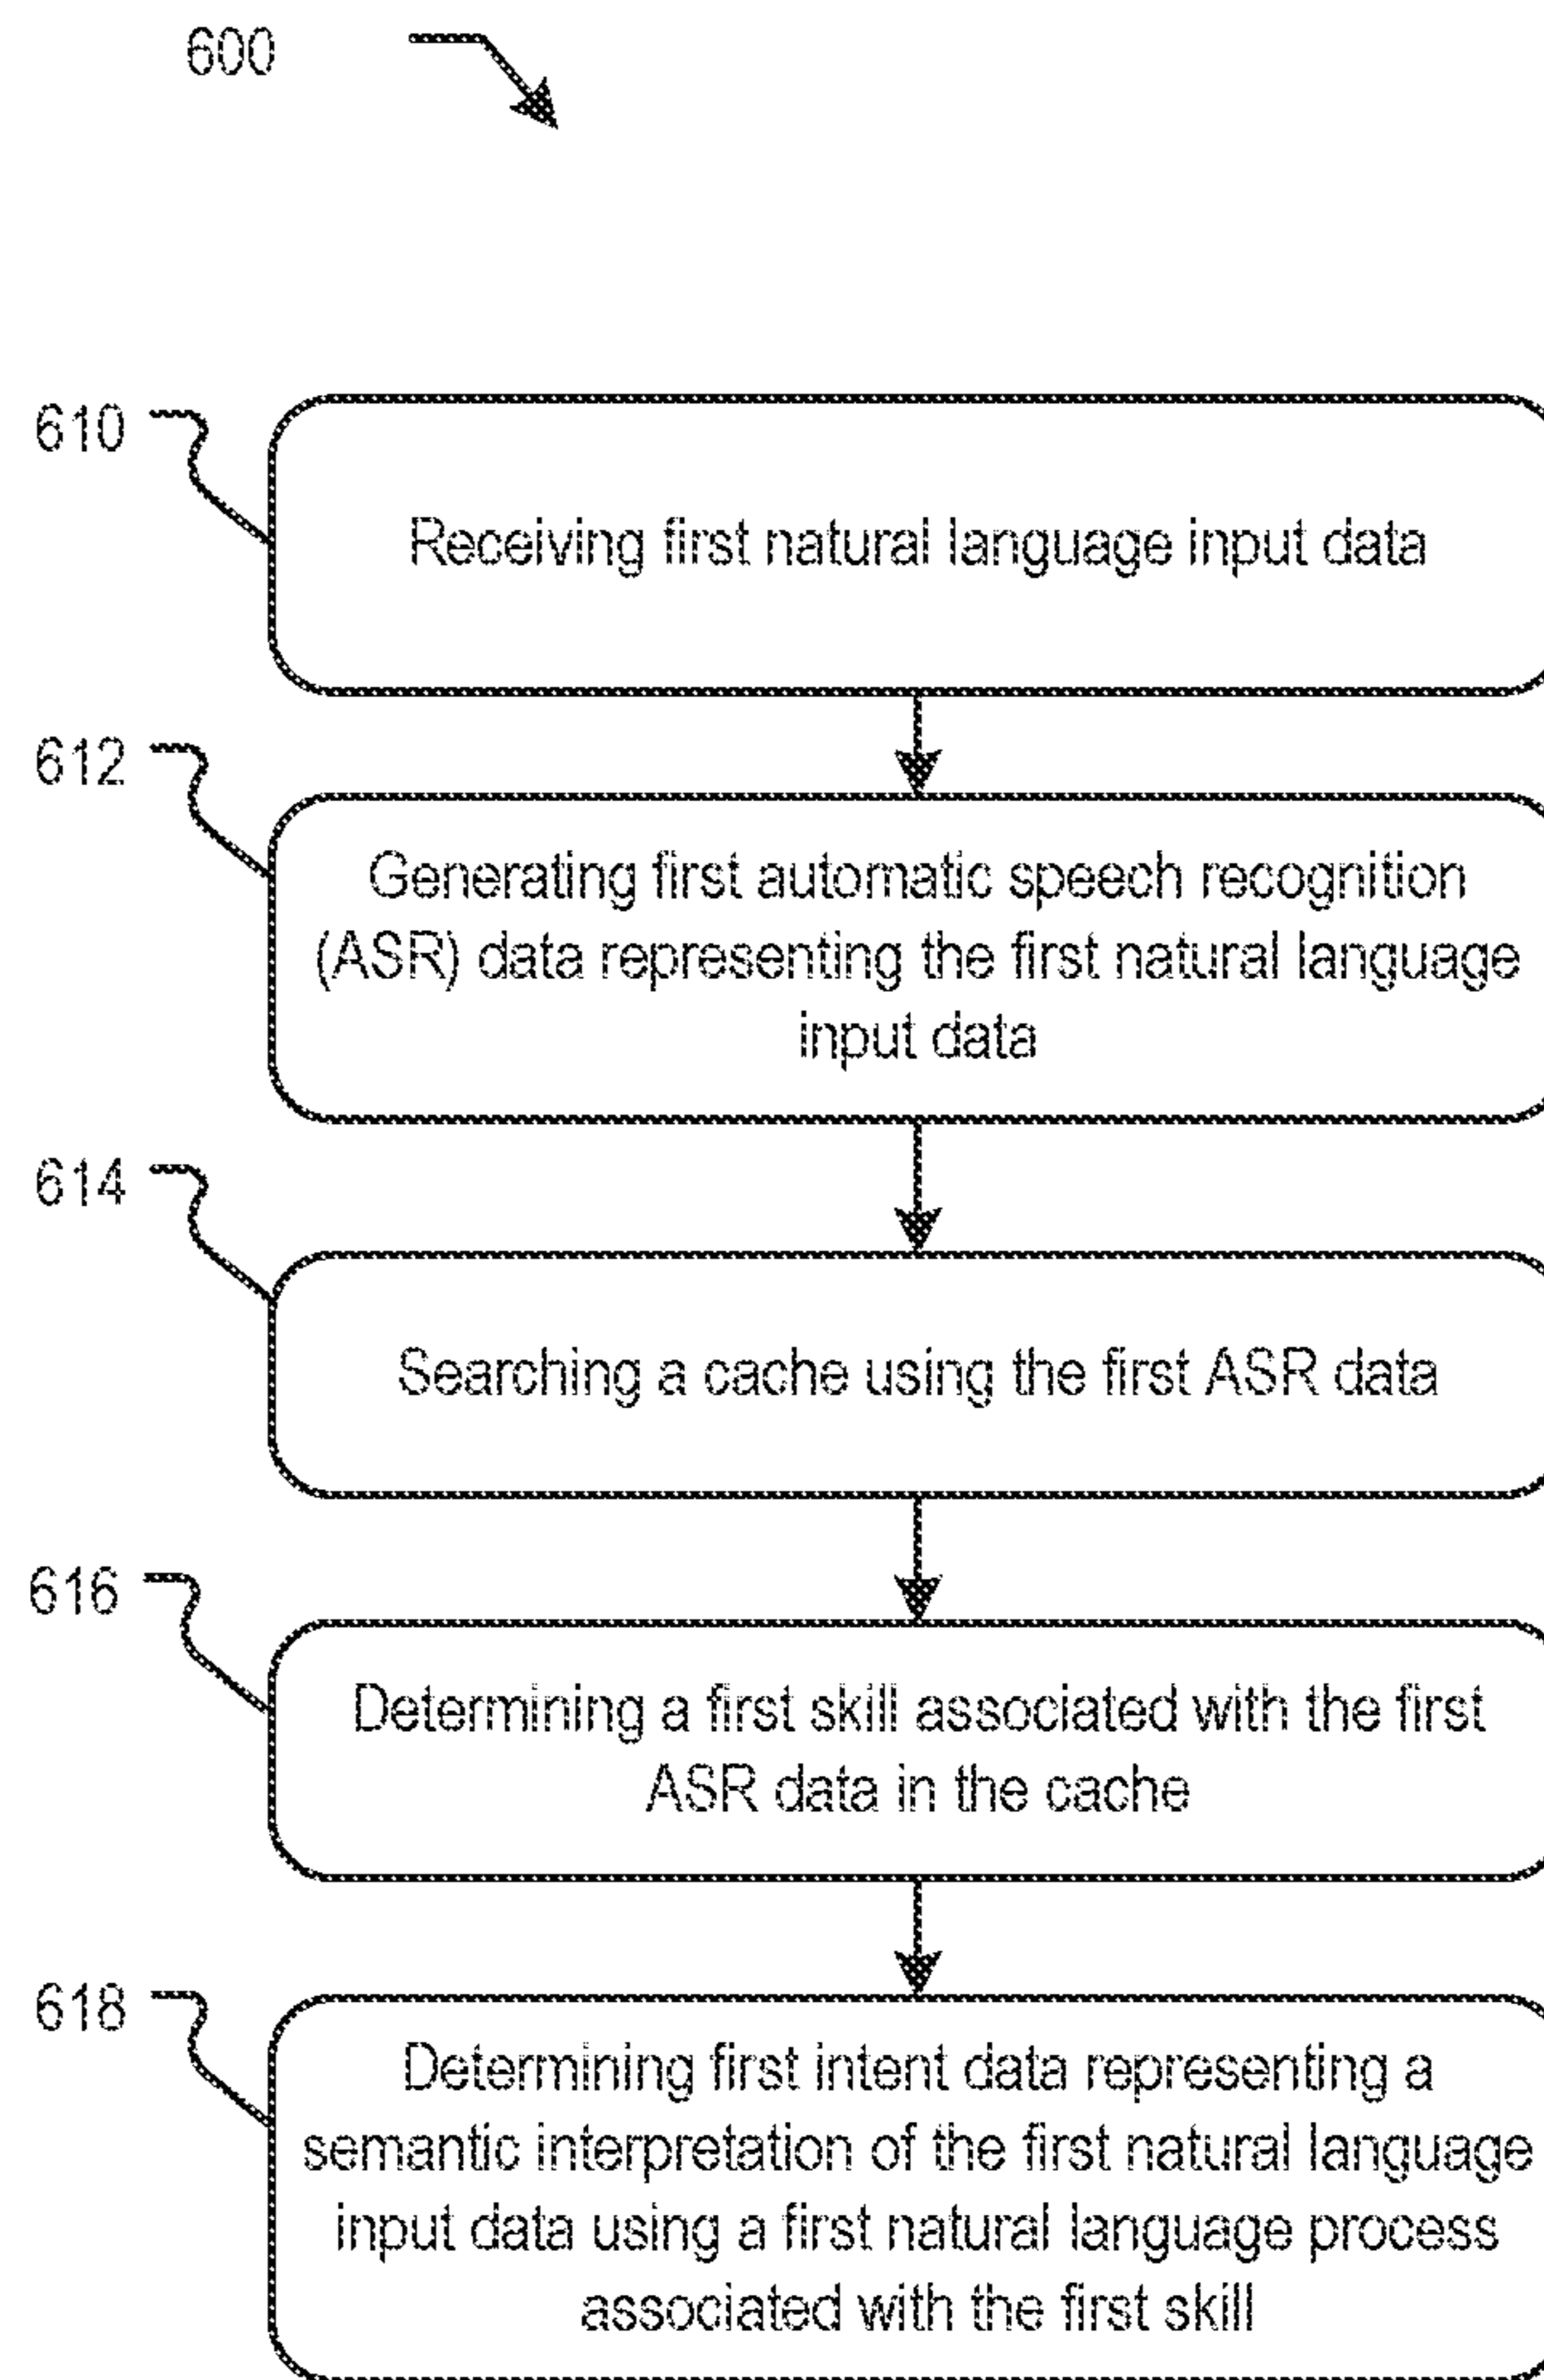 600
610
Receiving first natural language input data
612
Generating first automatic speech recognition
(ASR) data representing the first natural language
input data
614
Searching a cache using the first ASR data
616
Determining a first skill associated with the first
ASR data in the cache
618
Determining first intent data representing a
semantic interpretation of the first natural language
input data using a first natural language process
associated with the first skill